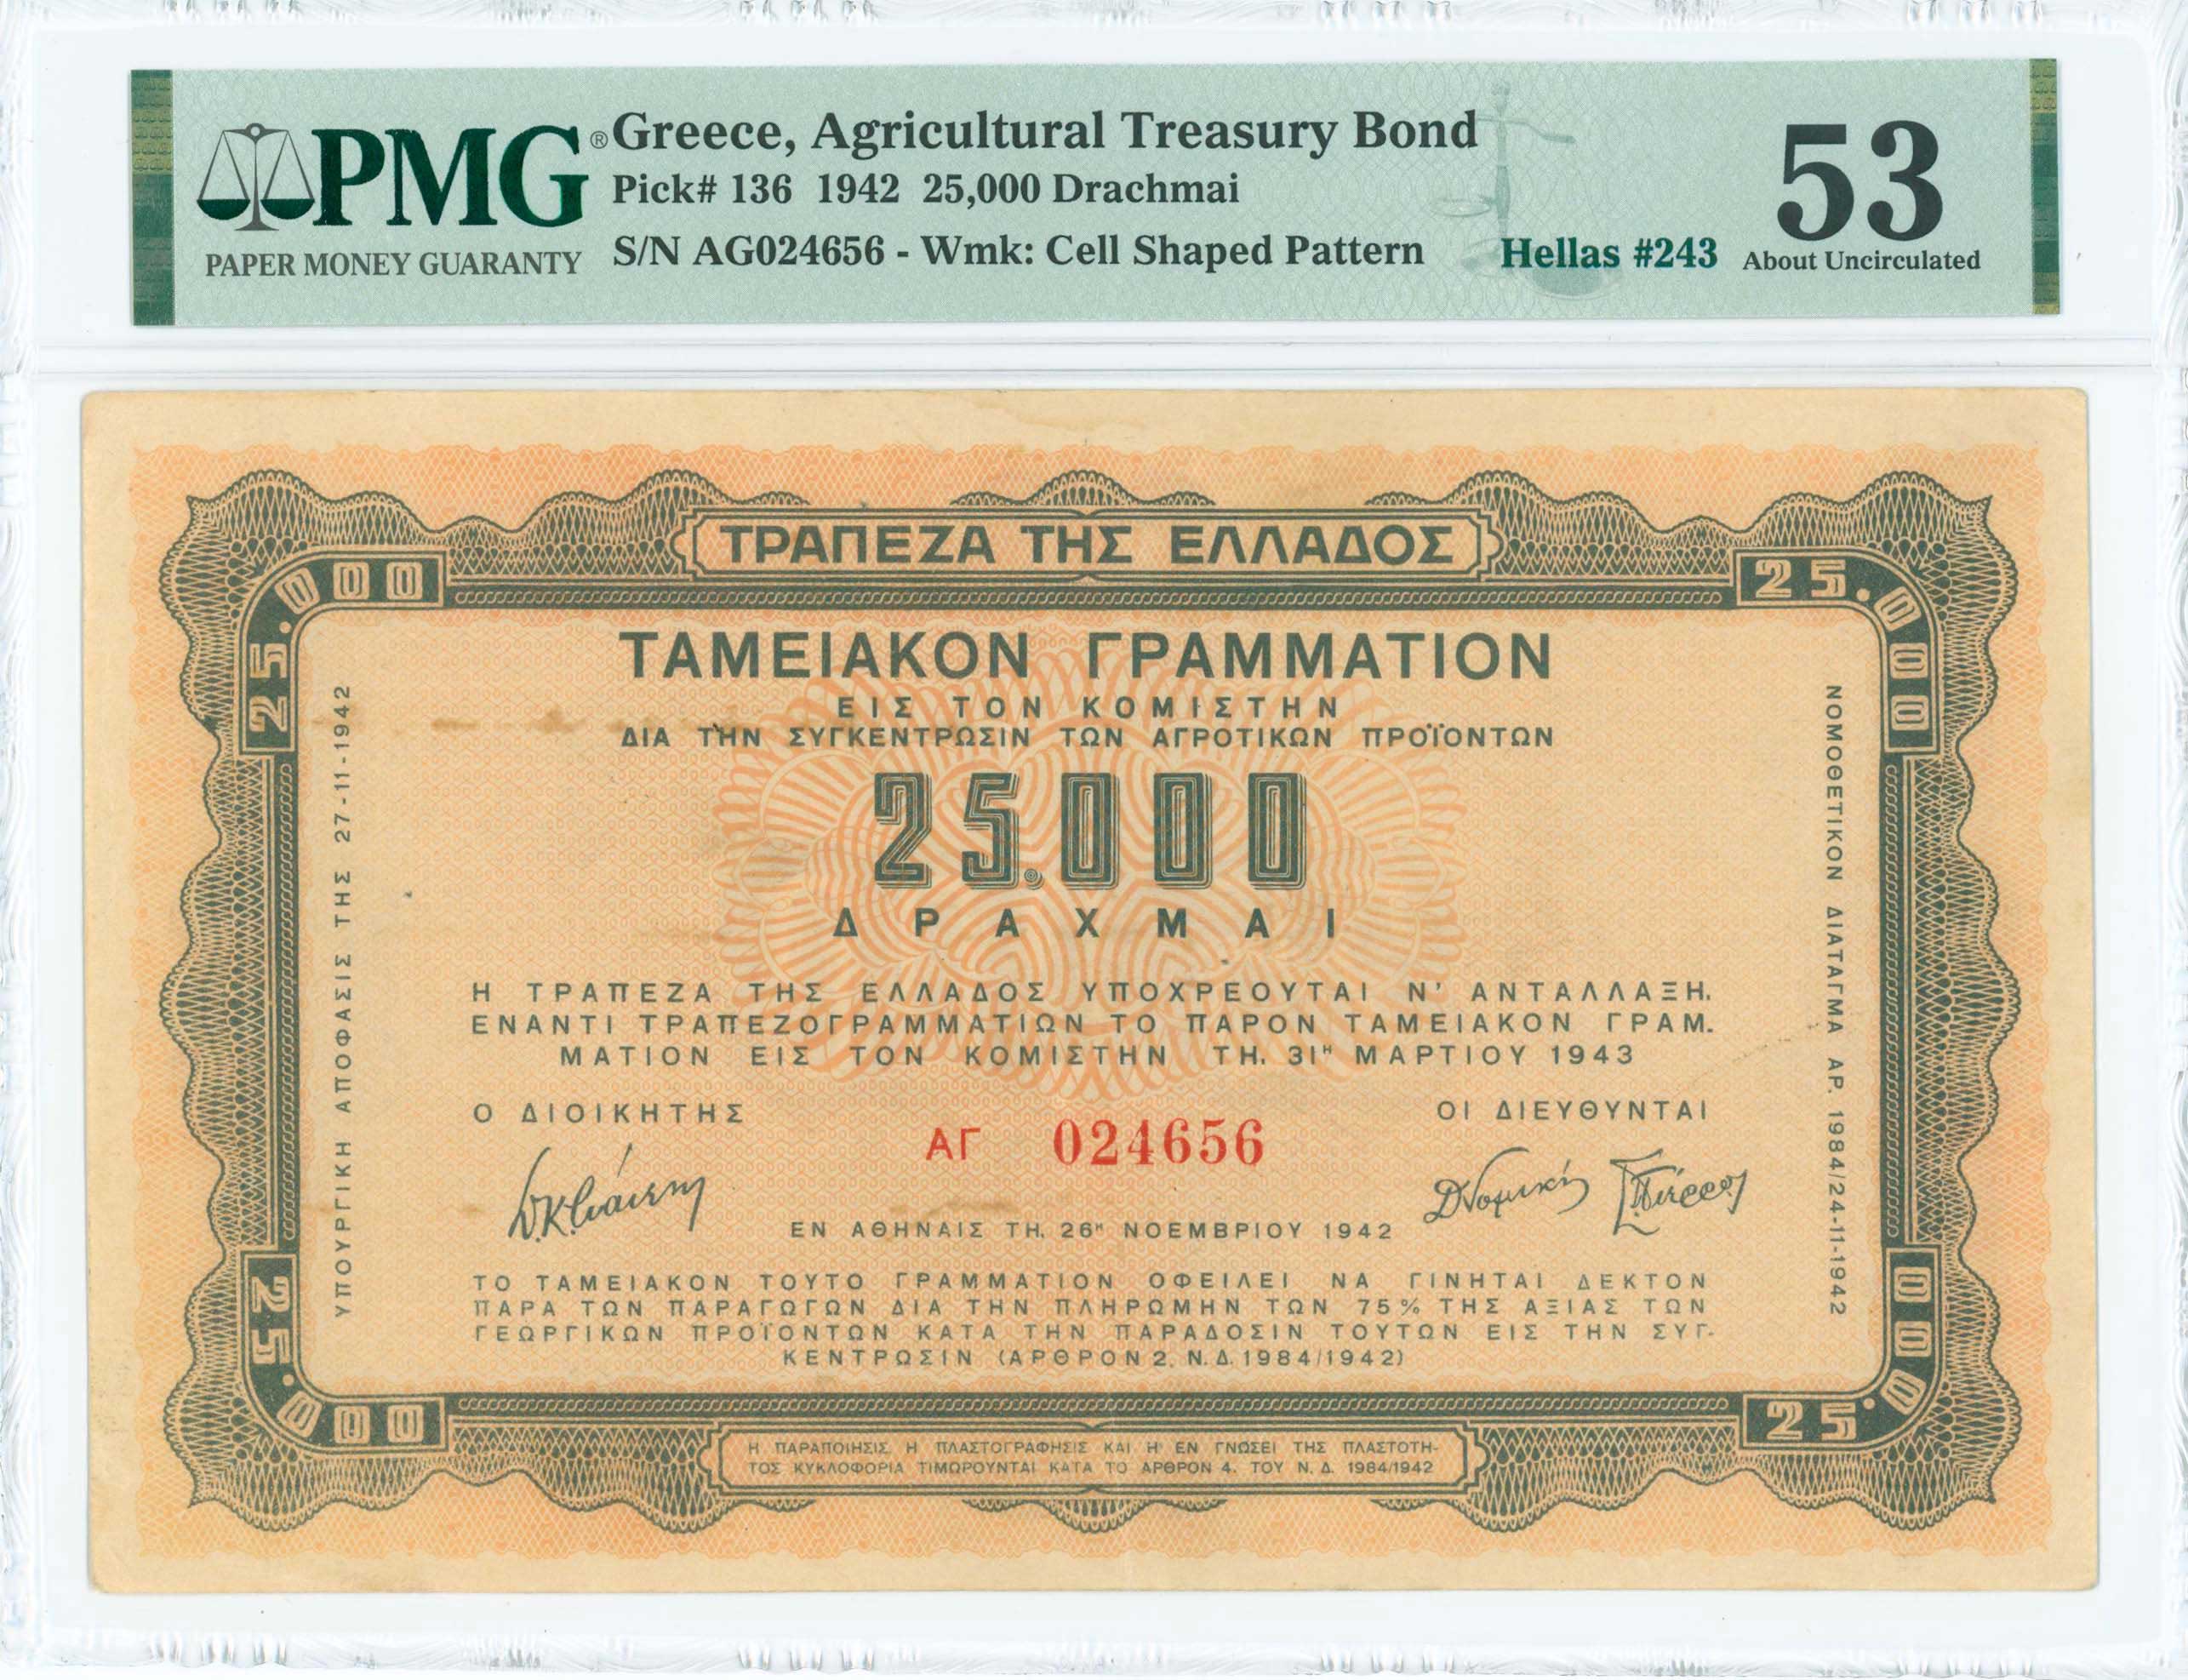 PMG
PAPER MONEY GUARANTY
®
Greece, Agricultural Treasury Bond
Pick# 136 1942 25,000 Drachmai
S/N AG024656 - Wmk: Cell Shaped Pattern
Hellas #243
53
About Uncirculated
ΤΡΑΠΕΖΑ ΤΗΣ ΕΛΛΑΔΟΣ
25.000
25.000
ΤΑΜΕΙΑΚΟΝ ΓΡΑΜΜΑΤΙΟΝ
ΕΙΣ ΤΟΝ ΚΟΜΙΣΤΗΝ
ΔΙΑ ΤΗΝ ΣΥΓΚΕΝΤΡΩΣΙΝ ΤΩΝ ΑΓΡΟΤΙΚΩΝ ΠΡΟΪΟΝΤΩΝ
25.000
ΔΡΑΧΜΑΙ
ΥΠΟΥΡΓΙΚΗ ΑΠΟΦΑΣΙΣ ΤΗΣ 27-11-1942
ΝΟΜΟΘΕΤΙΚΟΝ ΔΙΑΤΑΓΜΑ ΑΡ. 1984/24-11-1942
Η ΤΡΑΠΕΖΑ ΤΗΣ ΕΛΛΑΔΟΣ ΥΠΟΧΡΕΟΥΤΑΙ Ν' ΑΝΤΑΛΛΑΞΗ.
ΕΝΑΝΤΙ ΤΡΑΠΕΖΟΓΡΑΜΜΑΤΙΩΝ ΤΟ ΠΑΡΟΝ ΤΑΜΕΙΑΚΟΝ ΓΡΑΜ.
ΜΑΤΙΟΝ ΕΙΣ ΤΟΝ ΚΟΜΙΣΤΗΝ ΤΗ. 31ᴴ ΜΑΡΤΙΟΥ 1943
Ο ΔΙΟΙΚΗΤΗΣ
ΟΙ ΔΙΕΥΘΥΝΤΑΙ
ΑΓ 024656
ΕΝ ΑΘΗΝΑΙΣ ΤΗ. 26ᴴ ΝΟΕΜΒΡΙΟΥ 1942
ΤΟ ΤΑΜΕΙΑΚΟΝ ΤΟΥΤΟ ΓΡΑΜΜΑΤΙΟΝ ΟΦΕΙΛΕΙ ΝΑ ΓΙΝΗΤΑΙ ΔΕΚΤΟΝ
ΠΑΡΑ ΤΩΝ ΠΑΡΑΓΩΓΩΝ ΔΙΑ ΤΗΝ ΠΛΗΡΩΜΗΝ ΤΩΝ 75% ΤΗΣ ΑΞΙΑΣ ΤΩΝ
ΓΕΩΡΓΙΚΩΝ ΠΡΟΪΟΝΤΩΝ ΚΑΤΑ ΤΗΝ ΠΑΡΑΔΟΣΙΝ ΤΟΥΤΩΝ ΕΙΣ ΤΗΝ ΣΥΓ-
ΚΕΝΤΡΩΣΙΝ (ΑΡΘΡΟΝ 2. Ν.Δ. 1984/1942)
25.000
25.000
Η ΠΑΡΑΠΟΙΗΣΙΣ Η ΠΛΑΣΤΟΓΡΑΦΗΣΙΣ ΚΑΙ Η ΕΝ ΓΝΩΣΕΙ ΤΗΣ ΠΛΑΣΤΟΤΗ-
ΤΟΣ ΚΥΚΛΟΦΟΡΙΑ ΤΙΜΩΡΟΥΝΤΑΙ ΚΑΤΑ ΤΟ ΑΡΘΡΟΝ 4. ΤΟΥ Ν. Δ. 1984/1942